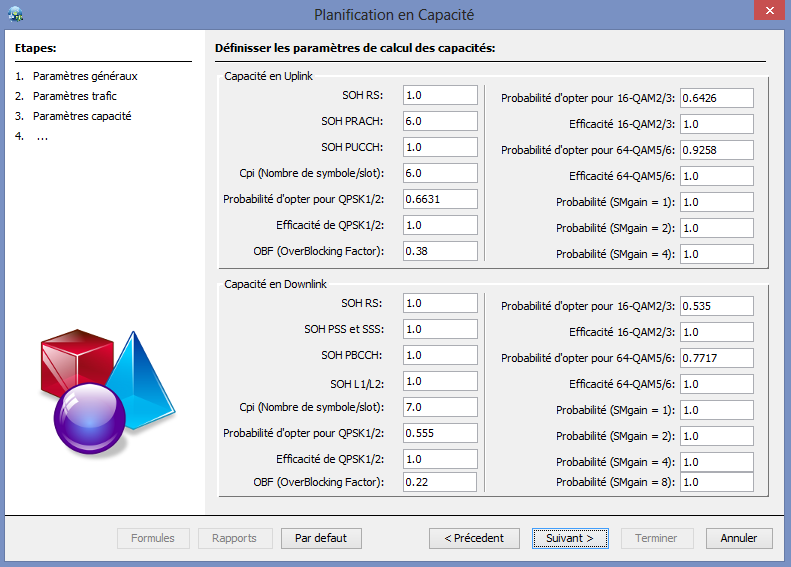 Planification en Capacité
Etapes:
1. Paramètres généraux
2. Paramètres trafic
3. Paramètres capacité
4. ...
Définisser les paramètres de calcul des capacités:
Capacité en Uplink
SOH RS: 1.0
SOH PRACH: 6.0
SOH PUCCH: 1.0
Cpi (Nombre de symbole/slot): 6.0
Probabilité d'opter pour QPSK1/2: 0.6631
Efficacité de QPSK1/2: 1.0
OBF (OverBlocking Factor): 0.38
Probabilité d'opter pour 16-QAM2/3: 0.6426
Efficacité 16-QAM2/3: 1.0
Probabilité d'opter pour 64-QAM5/6: 0.9258
Efficacité 64-QAM5/6: 1.0
Probabilité (SMgain = 1): 1.0
Probabilité (SMgain = 2): 1.0
Probabilité (SMgain = 4): 1.0
Capacité en Downlink
SOH RS: 1.0
SOH PSS et SSS: 1.0
SOH PBCCH: 1.0
SOH L1/L2: 1.0
Cpi (Nombre de symbole/slot): 7.0
Probabilité d'opter pour QPSK1/2: 0.555
Efficacité de QPSK1/2: 1.0
OBF (OverBlocking Factor): 0.22
Probabilité d'opter pour 16-QAM2/3: 0.535
Efficacité 16-QAM2/3: 1.0
Probabilité d'opter pour 64-QAM5/6: 0.7717
Efficacité 64-QAM5/6: 1.0
Probabilité (SMgain = 1): 1.0
Probabilité (SMgain = 2): 1.0
Probabilité (SMgain = 4): 1.0
Probabilité (SMgain = 8): 1.0
Formules Rapports Par defaut < Précedent Suivant > Terminer Annuler